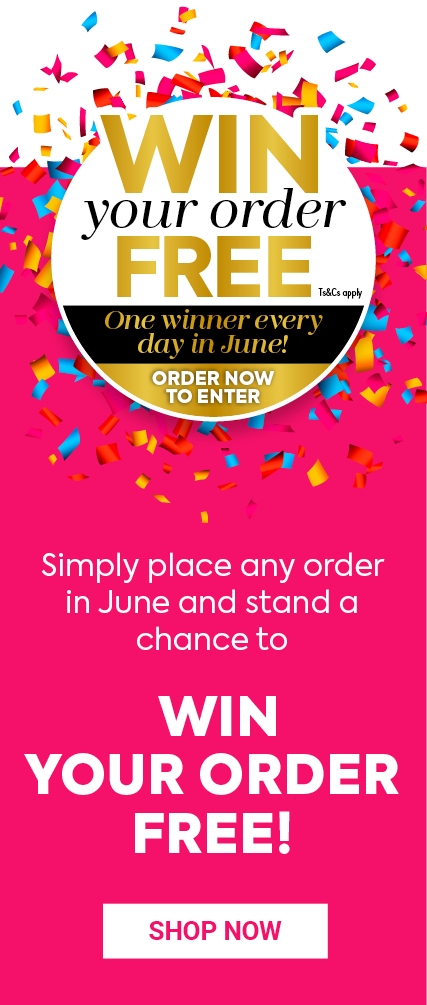 WIN
your order
FREE
Ts&Cs apply
One winner every
day in June!
ORDER NOW
TO ENTER
Simply place any order
in June and stand a
chance to
WIN
YOUR ORDER
FREE!
SHOP NOW